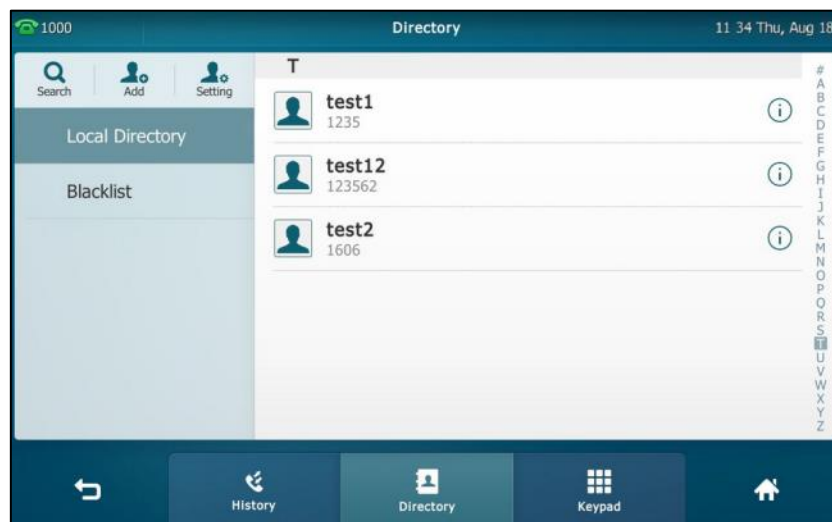 1000
Directory
11 34 Thu, Aug 18
Search
Add
Setting
Local Directory
Blacklist
T
test1
1235
test12
123562
test2
1606
#
A
B
C
D
E
F
G
H
I
J
K
L
M
N
O
P
Q
R
S
T
U
V
W
X
Y
Z
History
Directory
Keypad